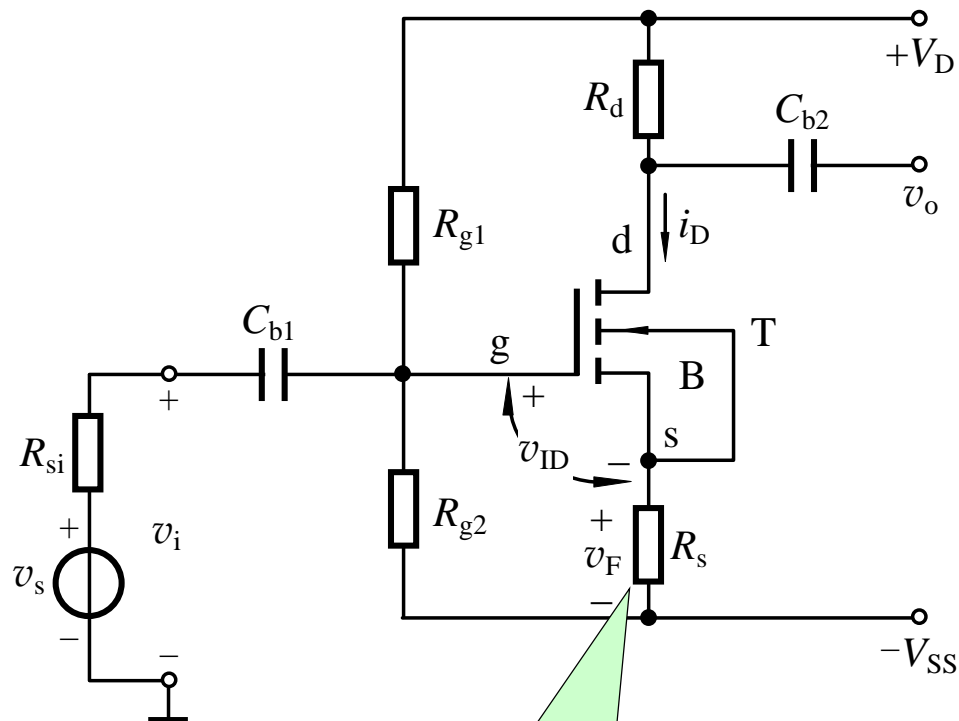 +V_D
R_d
C_b2
v_o
R_g1
d
i_D
C_b1
T
g
B
+
+
s
R_si
v_ID
−
+
v_i
R_g2
+
v_F
R_s
v_s
−
−
−
−V_SS